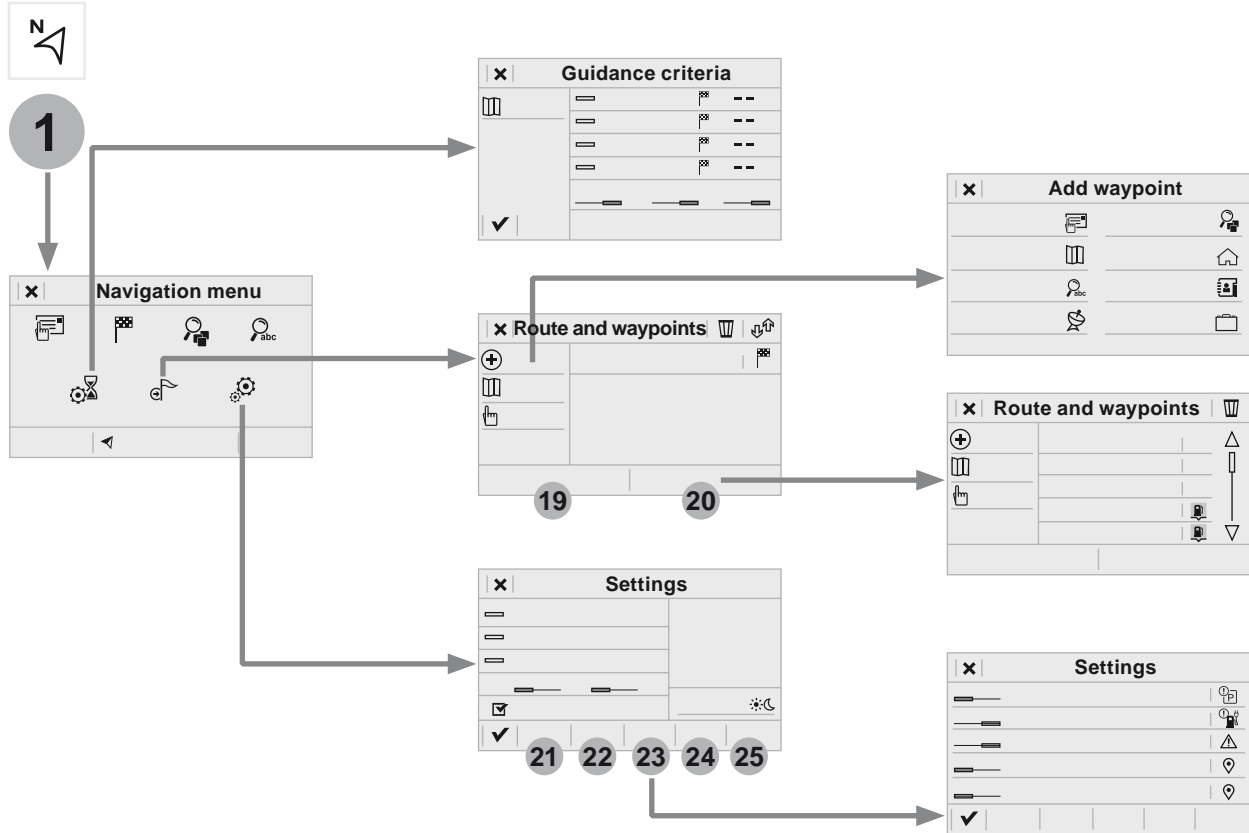 N
1
Guidance criteria
Add waypoint
abc
Navigation menu
abc
Route and waypoints
Route and waypoints
19
20
Settings
21
22
23
24
25
Settings
P